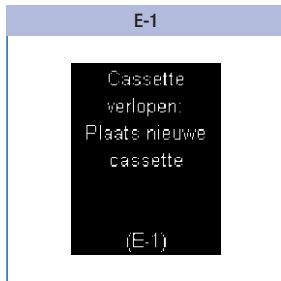 E-1
Cassette
verlopen:
Plaats nieuwe
cassette
(E-1)